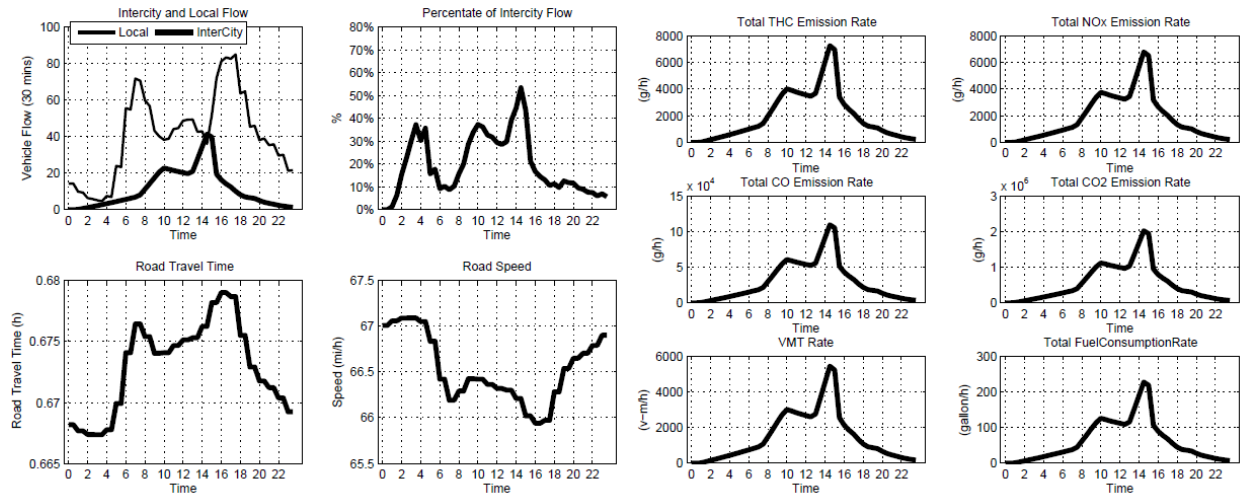 Intercity and Local Flow
Local InterCity
Vehicle Flow (30 mins)
100
80
60
40
20
0
0 2 4 6 8 10 12 14 16 18 20 22
Time
Percentate of Intercity Flow
%
80%
70%
60%
50%
40%
30%
20%
10%
0%
0 2 4 6 8 10 12 14 16 18 20 22
Time
Road Travel Time
Road Travel Time (h)
0.68
0.675
0.67
0.665
0 2 4 6 8 10 12 14 16 18 20 22
Time
Road Speed
Speed (mi/h)
67.5
67
66.5
66
65.5
0 2 4 6 8 10 12 14 16 18 20 22
Time
Total THC Emission Rate
(g/h)
8000
6000
4000
2000
0
0 2 4 6 8 10 12 14 16 18 20 22
Time
Total NOx Emission Rate
(g/h)
8000
6000
4000
2000
0
0 2 4 6 8 10 12 14 16 18 20 22
Time
x 10^4
Total CO Emission Rate
(g/h)
15
10
5
0
0 2 4 6 8 10 12 14 16 18 20 22
Time
x 10^6
Total CO2 Emission Rate
(g/h)
3
2
1
0
0 2 4 6 8 10 12 14 16 18 20 22
Time
VMT Rate
(v-m/h)
6000
4000
2000
0
0 2 4 6 8 10 12 14 16 18 20 22
Time
Total FuelConsumptionRate
(gallon/h)
300
200
100
0
0 2 4 6 8 10 12 14 16 18 20 22
Time